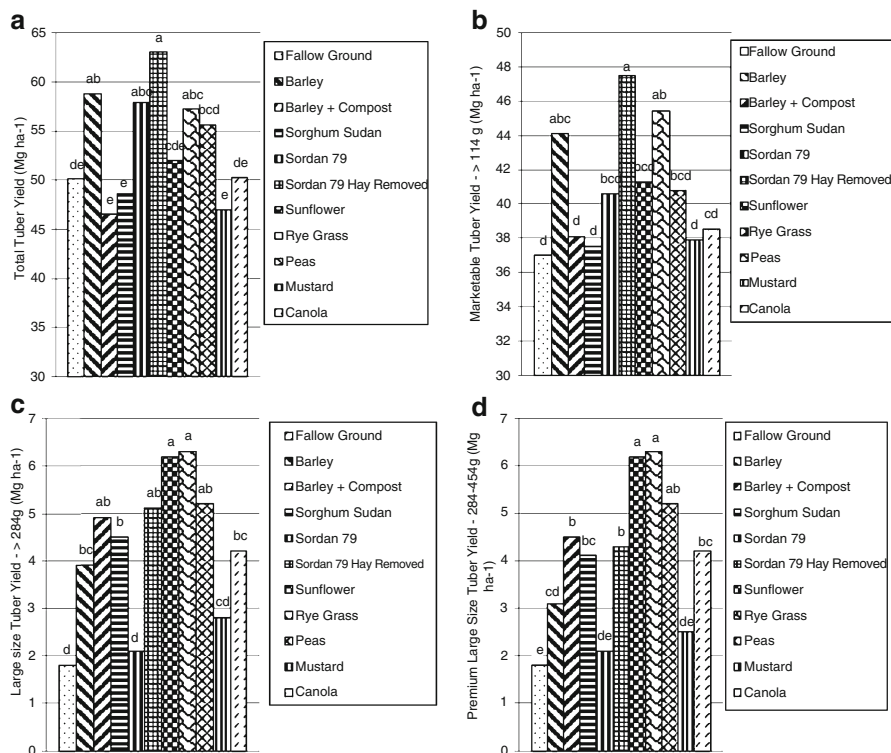 a
65
60
55
50
45
40
35
30
Total Tuber Yield (Mg ha-1)
de
ab
e
e
abc
a
cde
abc
bcd
e
de
Fallow Ground
Barley
Barley + Compost
Sorghum Sudan
Sordan 79
Sordan 79 Hay Removed
Sunflower
Rye Grass
Peas
Mustard
Canola
b
50
48
46
44
42
40
38
36
34
32
30
Marketable Tuber Yield - > 114 g (Mg ha-1)
d
abc
d
d
bcd
a
bcd
ab
bcd
d
cd
Fallow Ground
Barley
Barley + Compost
Sorghum Sudan
Sordan 79
Sordan 79 Hay Removed
Sunflower
Rye Grass
Peas
Mustard
Canola
c
7
6
5
4
3
2
1
0
Large size Tuber Yield - > 284g (Mg ha-1)
d
bc
ab
b
d
ab
a
a
ab
cd
bc
Fallow Ground
Barley
Barley + Compost
Sorghum Sudan
Sordan 79
Sordan 79 Hay Removed
Sunflower
Rye Grass
Peas
Mustard
Canola
d
7
6
5
4
3
2
1
0
Premium Large Size Tuber Yield - 284-454g (Mg
ha-1)
e
cd
b
bc
de
b
a
a
ab
de
bc
Fallow Ground
Barley
Barley + Compost
Sorghum Sudan
Sordan 79
Sordan 79 Hay Removed
Sunflower
Rye Grass
Peas
Mustard
Canola